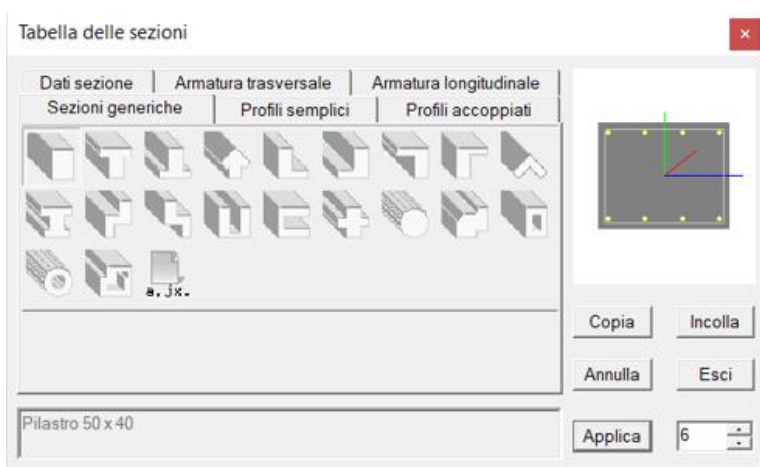 Tabella delle sezioni
Dati sezione
Armatura trasversale
Armatura longitudinale
Sezioni generiche
Profili semplici
Profili accoppiati
a.jx.
Copia
Incolla
Annulla
Esci
Pilastro 50 x 40
Applica
6